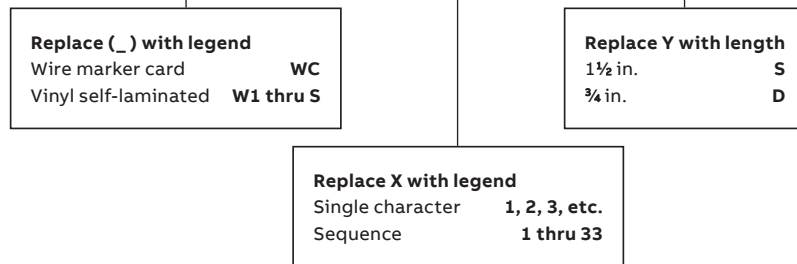 Replace (_) with legend
Wire marker card WC
Vinyl self-laminated W1 thru S
Replace Y with length
1½ in. S
¾ in. D
Replace X with legend
Single character 1, 2, 3, etc.
Sequence 1 thru 33